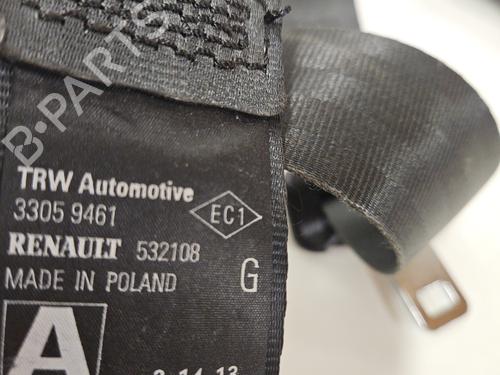 B-PARTS
TRW Automotive
3305 9461
EC1
RENAULT 532108
MADE IN POLAND
G
A